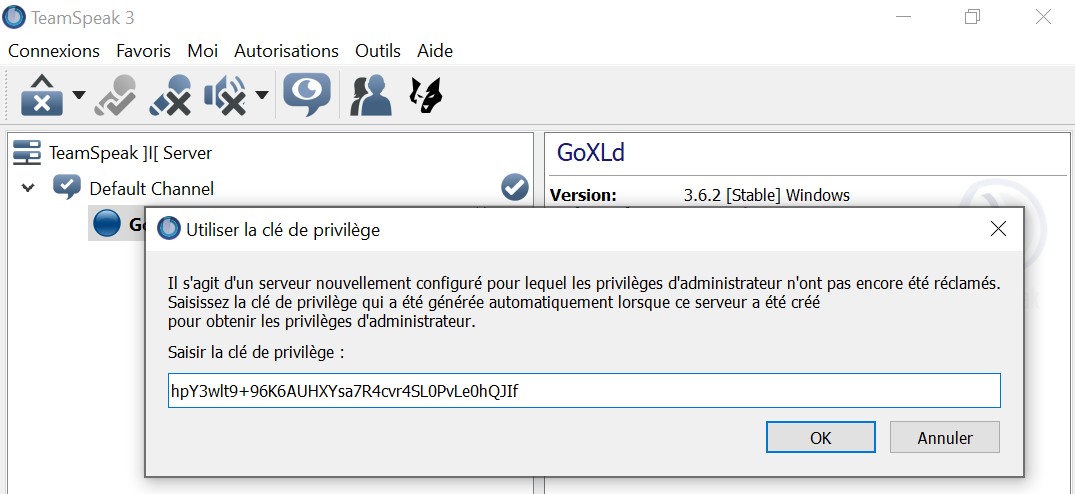 TeamSpeak 3
Connexions Favoris Moi Autorisations Outils Aide
TeamSpeak ]I[ Server
Default Channel
GoXLd
Version: 3.6.2 [Stable] Windows
Utiliser la clé de privilège
Il s'agit d'un serveur nouvellement configuré pour lequel les privilèges d'administrateur n'ont pas encore été réclamés.
Saisissez la clé de privilège qui a été générée automatiquement lorsque ce serveur a été créé
pour obtenir les privilèges d'administrateur.
Saisir la clé de privilège :
hpY3wlt9+96K6AUHXYsa7R4cvr4SL0PvLe0hQJIf
OK Annuler